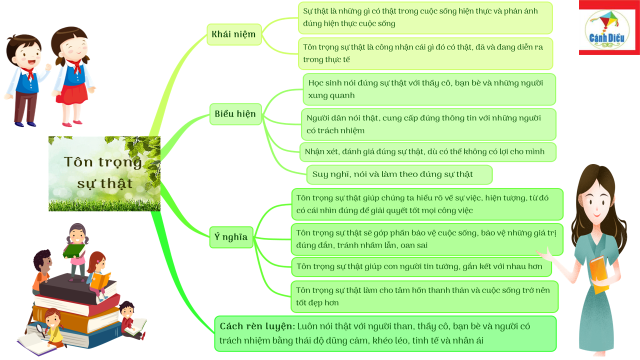 Sự thật là những gì có thật trong cuộc sống hiện thực và phản ánh
đúng hiện thực cuộc sống
Khái niệm
Tôn trọng sự thật là công nhận cái gì đó có thật, đã và đang diễn ra
trong thực tế
Cánh Diều
Học sinh nói đúng sự thật với thầy cô, bạn bè và những người
xung quanh
Biểu hiện
Người dân nói thật, cung cấp đúng thông tin với những người
có trách nhiệm
Nhận xét, đánh giá đúng sự thật, dù có thể không có lợi cho mình
Suy nghĩ, nói và làm theo đúng sự thật
Tôn trọng
sự thật
Tôn trọng sự thật giúp chúng ta hiểu rõ về sự việc, hiện tượng, từ đó
có cái nhìn đúng để giải quyết tốt mọi công việc
Ý nghĩa
Tôn trọng sự thật sẽ góp phần bảo vệ cuộc sống, bảo vệ những giá trị
đúng đắn, tránh nhầm lẫn, oan sai
Tôn trọng sự thật giúp con người tin tưởng, gắn kết với nhau hơn
Tôn trọng sự thật làm cho tâm hồn thanh thản và cuộc sống trở nên
tốt đẹp hơn
Cách rèn luyện: Luôn nói thật với người thân, thầy cô, bạn bè và người có
trách nhiệm bằng thái độ dũng cảm, khéo léo, tinh tế và nhân ái